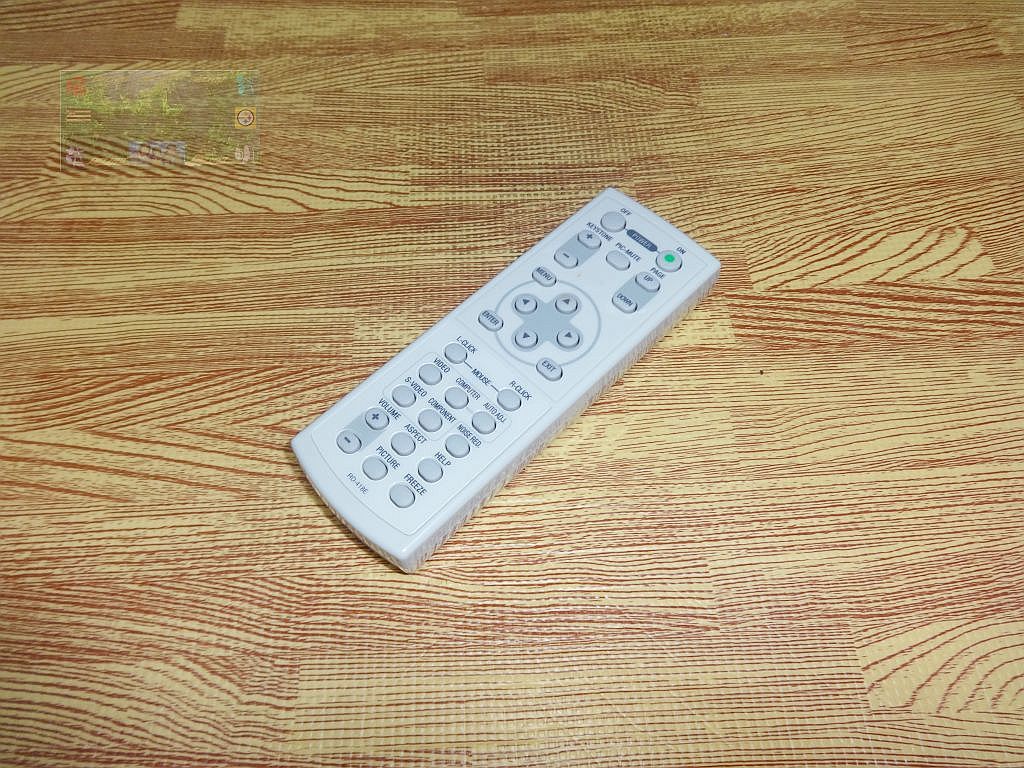 OFF
POWER
ON
KEYSTONE
+
−
PIC-MUTE
PAGE
UP
DOWN
MENU
ENTER
EXIT
L-CLICK
MOUSE
R-CLICK
VIDEO
COMPUTER
AUTO ADJ.
S-VIDEO
COMPONENT
NOISE RED.
VOLUME
+
−
ASPECT
HELP
PICTURE
FREEZE